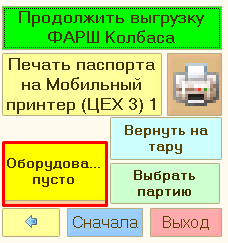 Продолжить выгрузку
ФАРШ Колбаса
Печать паспорта
на Мобильный
принтер (ЦЕХ 3) 1
Вернуть на
тару
Оборудова...
пусто
Выбрать
партию
Сначала
Выход